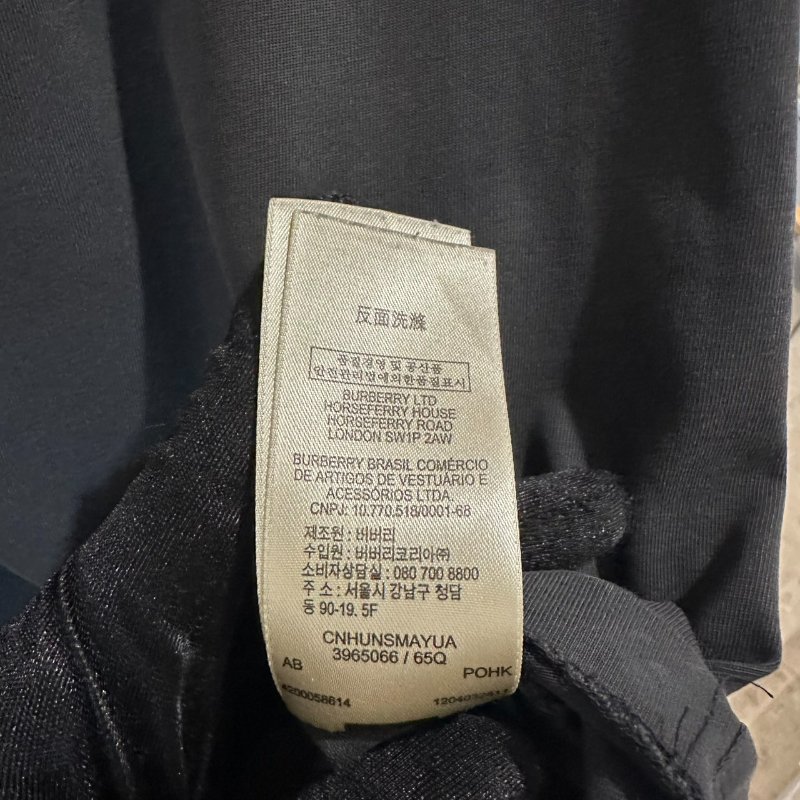 反面洗滌
품질경영 및 공산품
안전관리법에의한품질표시
BURBERRY LTD
HORSEFERRY HOUSE
HORSEFERRY ROAD
LONDON SW1P 2AW
BURBERRY BRASIL COMÉRCIO
DE ARTIGOS DE VESTUÁRIO E
ACESSÓRIOS LTDA.
CNPJ: 10.770.518/0001-68
제조원 : 버버리
수입원 : 버버리코리아㈜
소비자상담실 : 080 700 8800
주 소 : 서울시 강남구 청담
동 90-19. 5F
CNHUNSMAYUA
3965066 / 65Q
AB POHK
4200058614